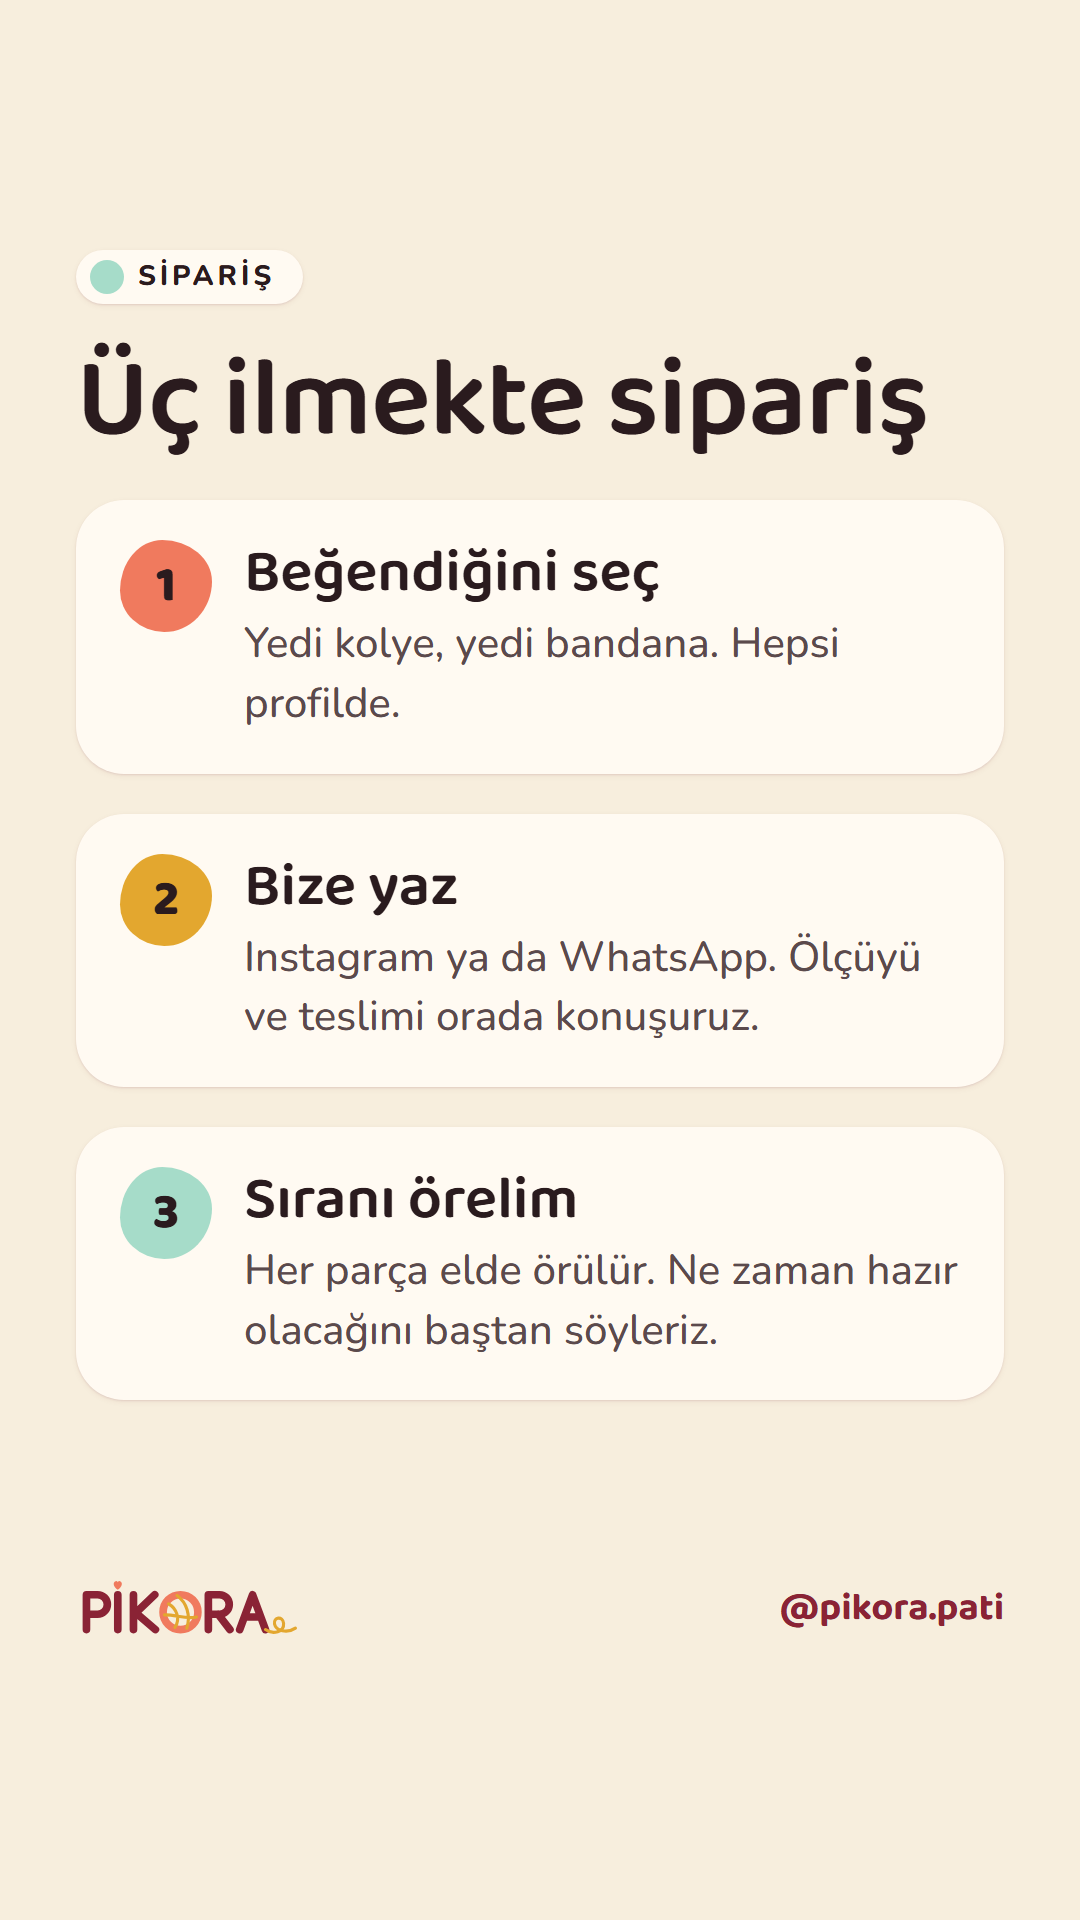 SİPARİŞ
Üç ilmekte sipariş
1
Beğendiğini seç
Yedi kolye, yedi bandana. Hepsi
profilde.
2
Bize yaz
Instagram ya da WhatsApp. Ölçüyü
ve teslimi orada konuşuruz.
3
Sıranı örelim
Her parça elde örülür. Ne zaman hazır
olacağını baştan söyleriz.
PİKORA
@pikora.pati